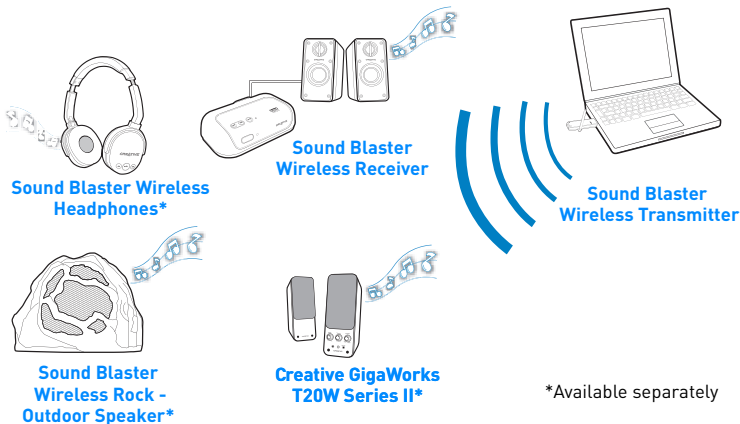 Sound Blaster
Wireless Receiver
Sound Blaster Wireless
Headphones*
Sound Blaster
Wireless Transmitter
Sound Blaster
Wireless Rock -
Outdoor Speaker*
Creative GigaWorks
T20W Series II*
*Available separately